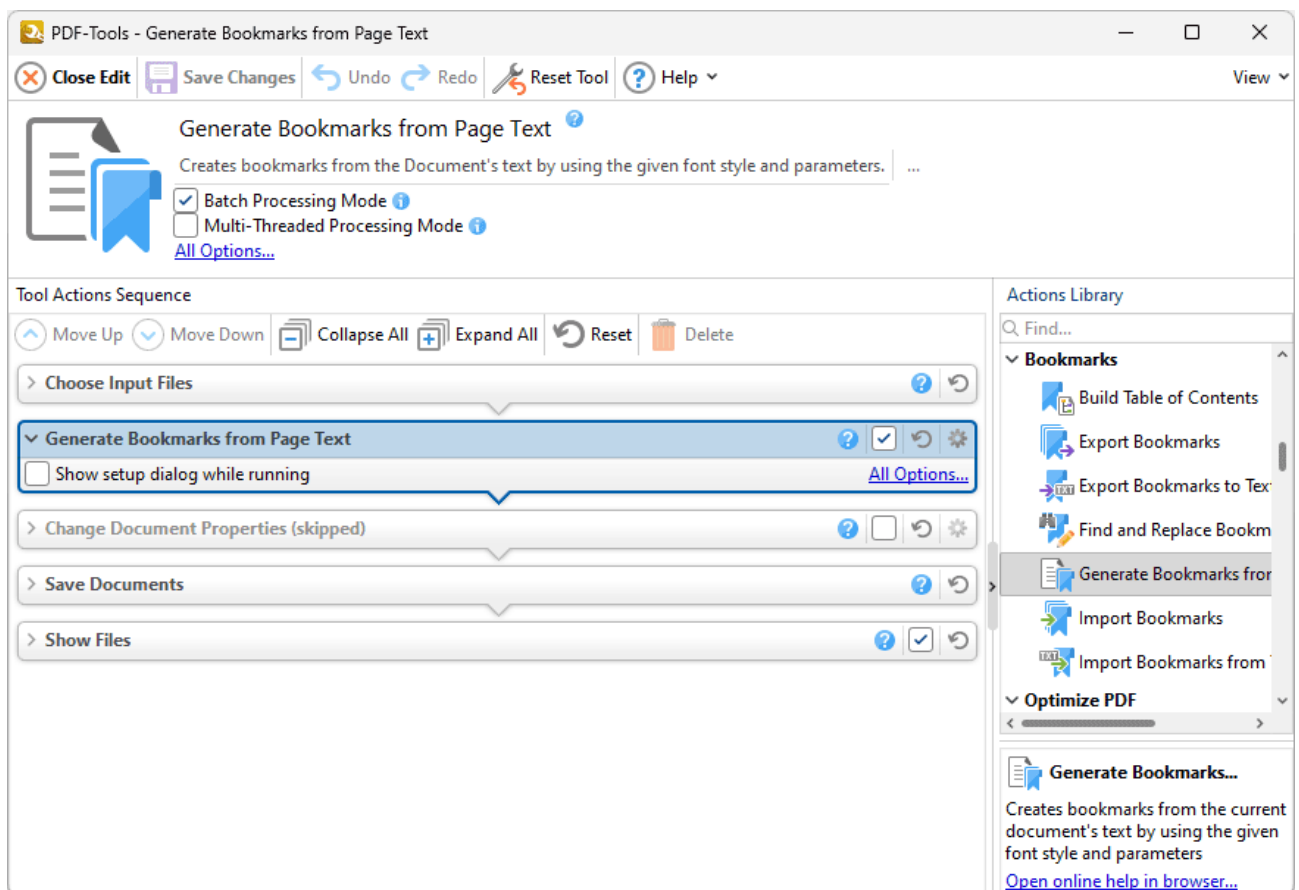 PDF-Tools - Generate Bookmarks from Page Text
Close Edit Save Changes Undo Redo Reset Tool ? Help View
Generate Bookmarks from Page Text ?
Creates bookmarks from the Document's text by using the given font style and parameters. ...
Batch Processing Mode i
Multi-Threaded Processing Mode i
All Options...
Tool Actions Sequence
Move Up Move Down Collapse All Expand All Reset Delete
Choose Input Files ?
Generate Bookmarks from Page Text ?
Show setup dialog while running All Options...
Change Document Properties (skipped) ?
Save Documents ?
Show Files ?
Actions Library
Find...
Bookmarks
Build Table of Contents
Export Bookmarks
TXT Export Bookmarks to Tex
Find and Replace Bookm
Generate Bookmarks fror
Import Bookmarks
TXT Import Bookmarks from
Optimize PDF
Generate Bookmarks...
Creates bookmarks from the current
document's text by using the given
font style and parameters
Open online help in browser...